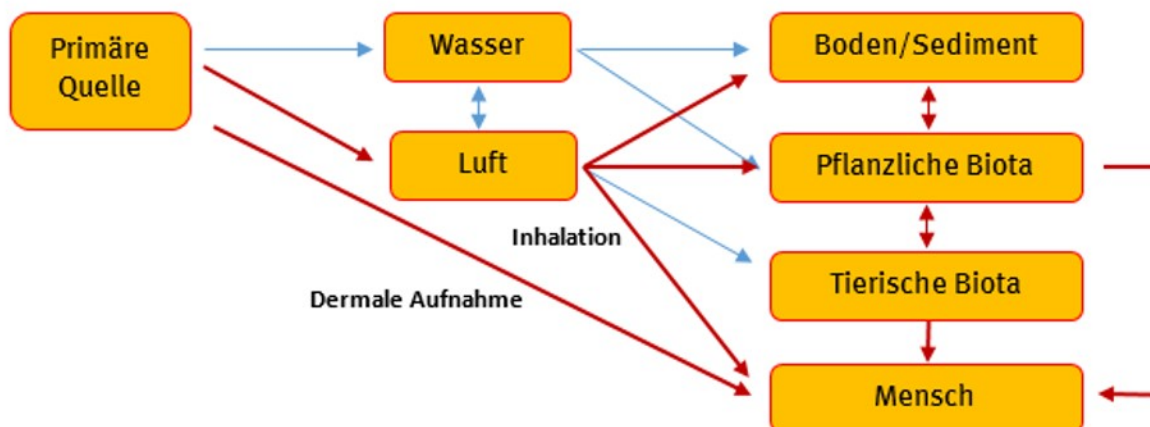 Primäre
Quelle
Wasser
Luft
Inhalation
Dermale Aufnahme
Boden/Sediment
Pflanzliche Biota
Tierische Biota
Mensch